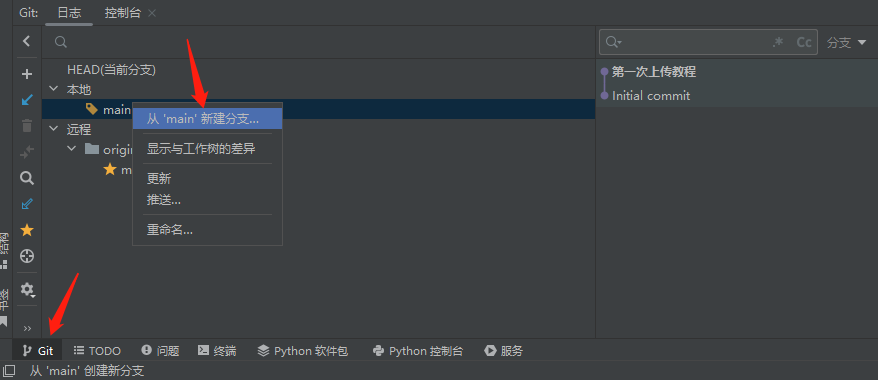 Git: 日志 控制台
Cc 分支
HEAD(当前分支)
第一次上传教程
本地
Initial commit
main
从 'main' 新建分支...
远程
显示与工作树的差异
origin
m
更新
推送...
重命名...
结构
书签
Git TODO 问题 终端 Python 软件包 Python 控制台 服务
从 'main' 创建新分支